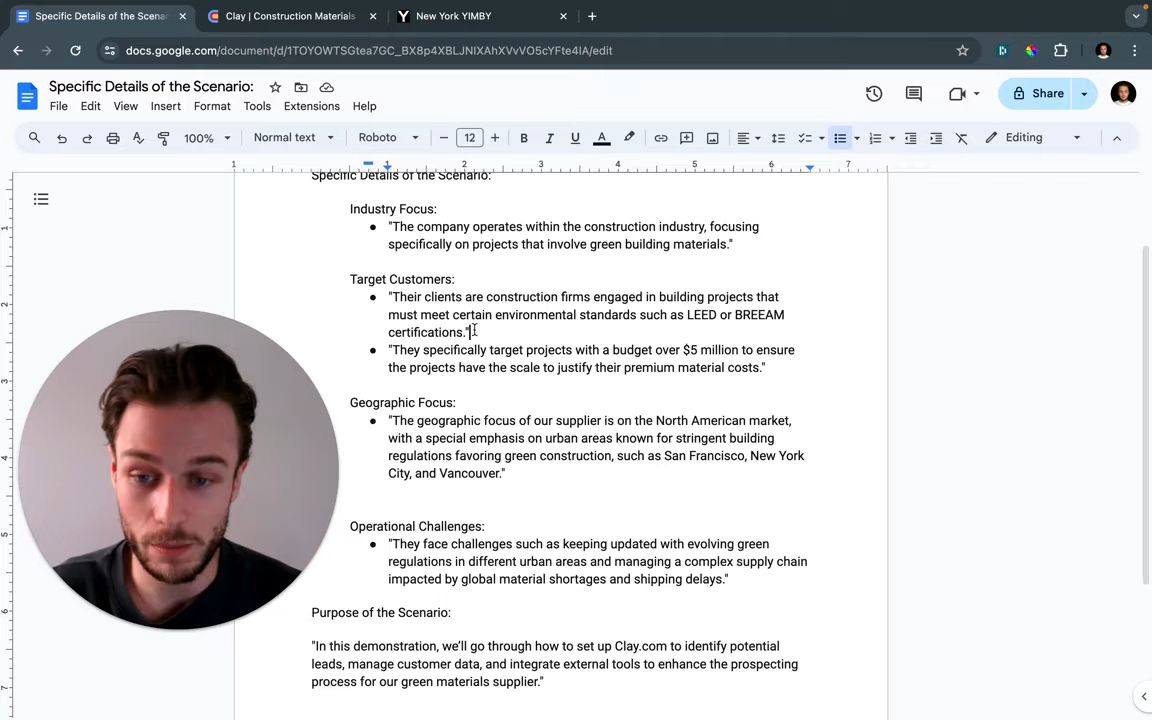 Specific Details of the Scenar
Clay | Construction Materials
New York YIMBY
docs.google.com/document/d/1TOYOWTSGtea7GC_BX8p4XBLJNIXAhXVvVO5cYFte4IA/edit
Specific Details of the Scenario:
File Edit View Insert Format Tools Extensions Help
Share
100% Normal text Roboto 12 B I U A Editing
1 1 2 3 4 5 6 7
Specific Details of the Scenario:
Industry Focus:
● "The company operates within the construction industry, focusing
specifically on projects that involve green building materials."
Target Customers:
● "Their clients are construction firms engaged in building projects that
must meet certain environmental standards such as LEED or BREEAM
certifications."
● "They specifically target projects with a budget over $5 million to ensure
the projects have the scale to justify their premium material costs."
Geographic Focus:
● "The geographic focus of our supplier is on the North American market,
with a special emphasis on urban areas known for stringent building
regulations favoring green construction, such as San Francisco, New York
City, and Vancouver."
Operational Challenges:
● "They face challenges such as keeping updated with evolving green
regulations in different urban areas and managing a complex supply chain
impacted by global material shortages and shipping delays."
Purpose of the Scenario:
"In this demonstration, we'll go through how to set up Clay.com to identify potential
leads, manage customer data, and integrate external tools to enhance the prospecting
process for our green materials supplier."